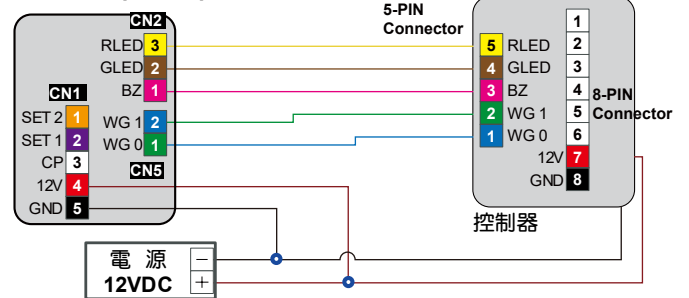 CN2
RLED 3
GLED 2
BZ 1
CN1
SET 2 1
SET 1 2
CP 3
12V 4
GND 5
WG 1 2
WG 0 1
CN5
5-PIN
Connector
5 RLED
4 GLED
3 BZ
2 WG 1
1 WG 0
1
2
3
4
5
6
12V 7
GND 8
8-PIN
Connector
控制器
電 源 −
12VDC +